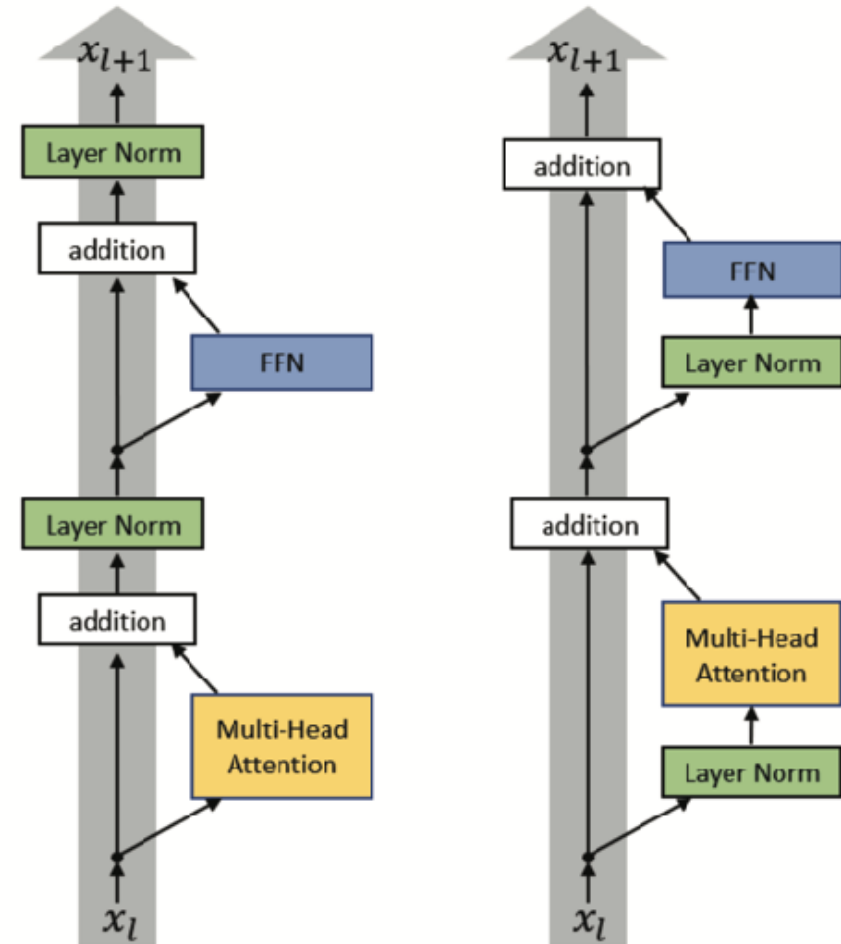 x_{l+1}
Layer Norm
addition
FFN
Layer Norm
addition
Multi-Head
Attention
x_l
x_{l+1}
addition
FFN
Layer Norm
addition
Multi-Head
Attention
Layer Norm
x_l